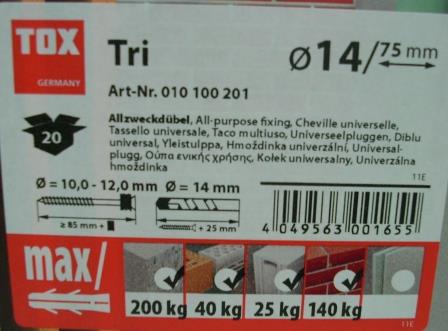 TOX
GERMANY
Tri
Ø14/75 mm
Art-Nr. 010 100 201
20
Allzweckdübel, All-purpose fixing, Cheville universelle,
Tassello universale, Taco multiuso, Universeelpluggen, Diblu
universal, Yleistulppa, Hmoždinka univerzální, Universal-
plugg, Ούπα ενικής χρήσης, Kołek uniwersalny, Univerzálna
hmoždinka
11E
Ø = 10,0 - 12,0 mm Ø = 14 mm
≥ 85 mm +
+ 25 mm
4 049563 001655
max/
200 kg 40 kg 25 kg 140 kg
11E